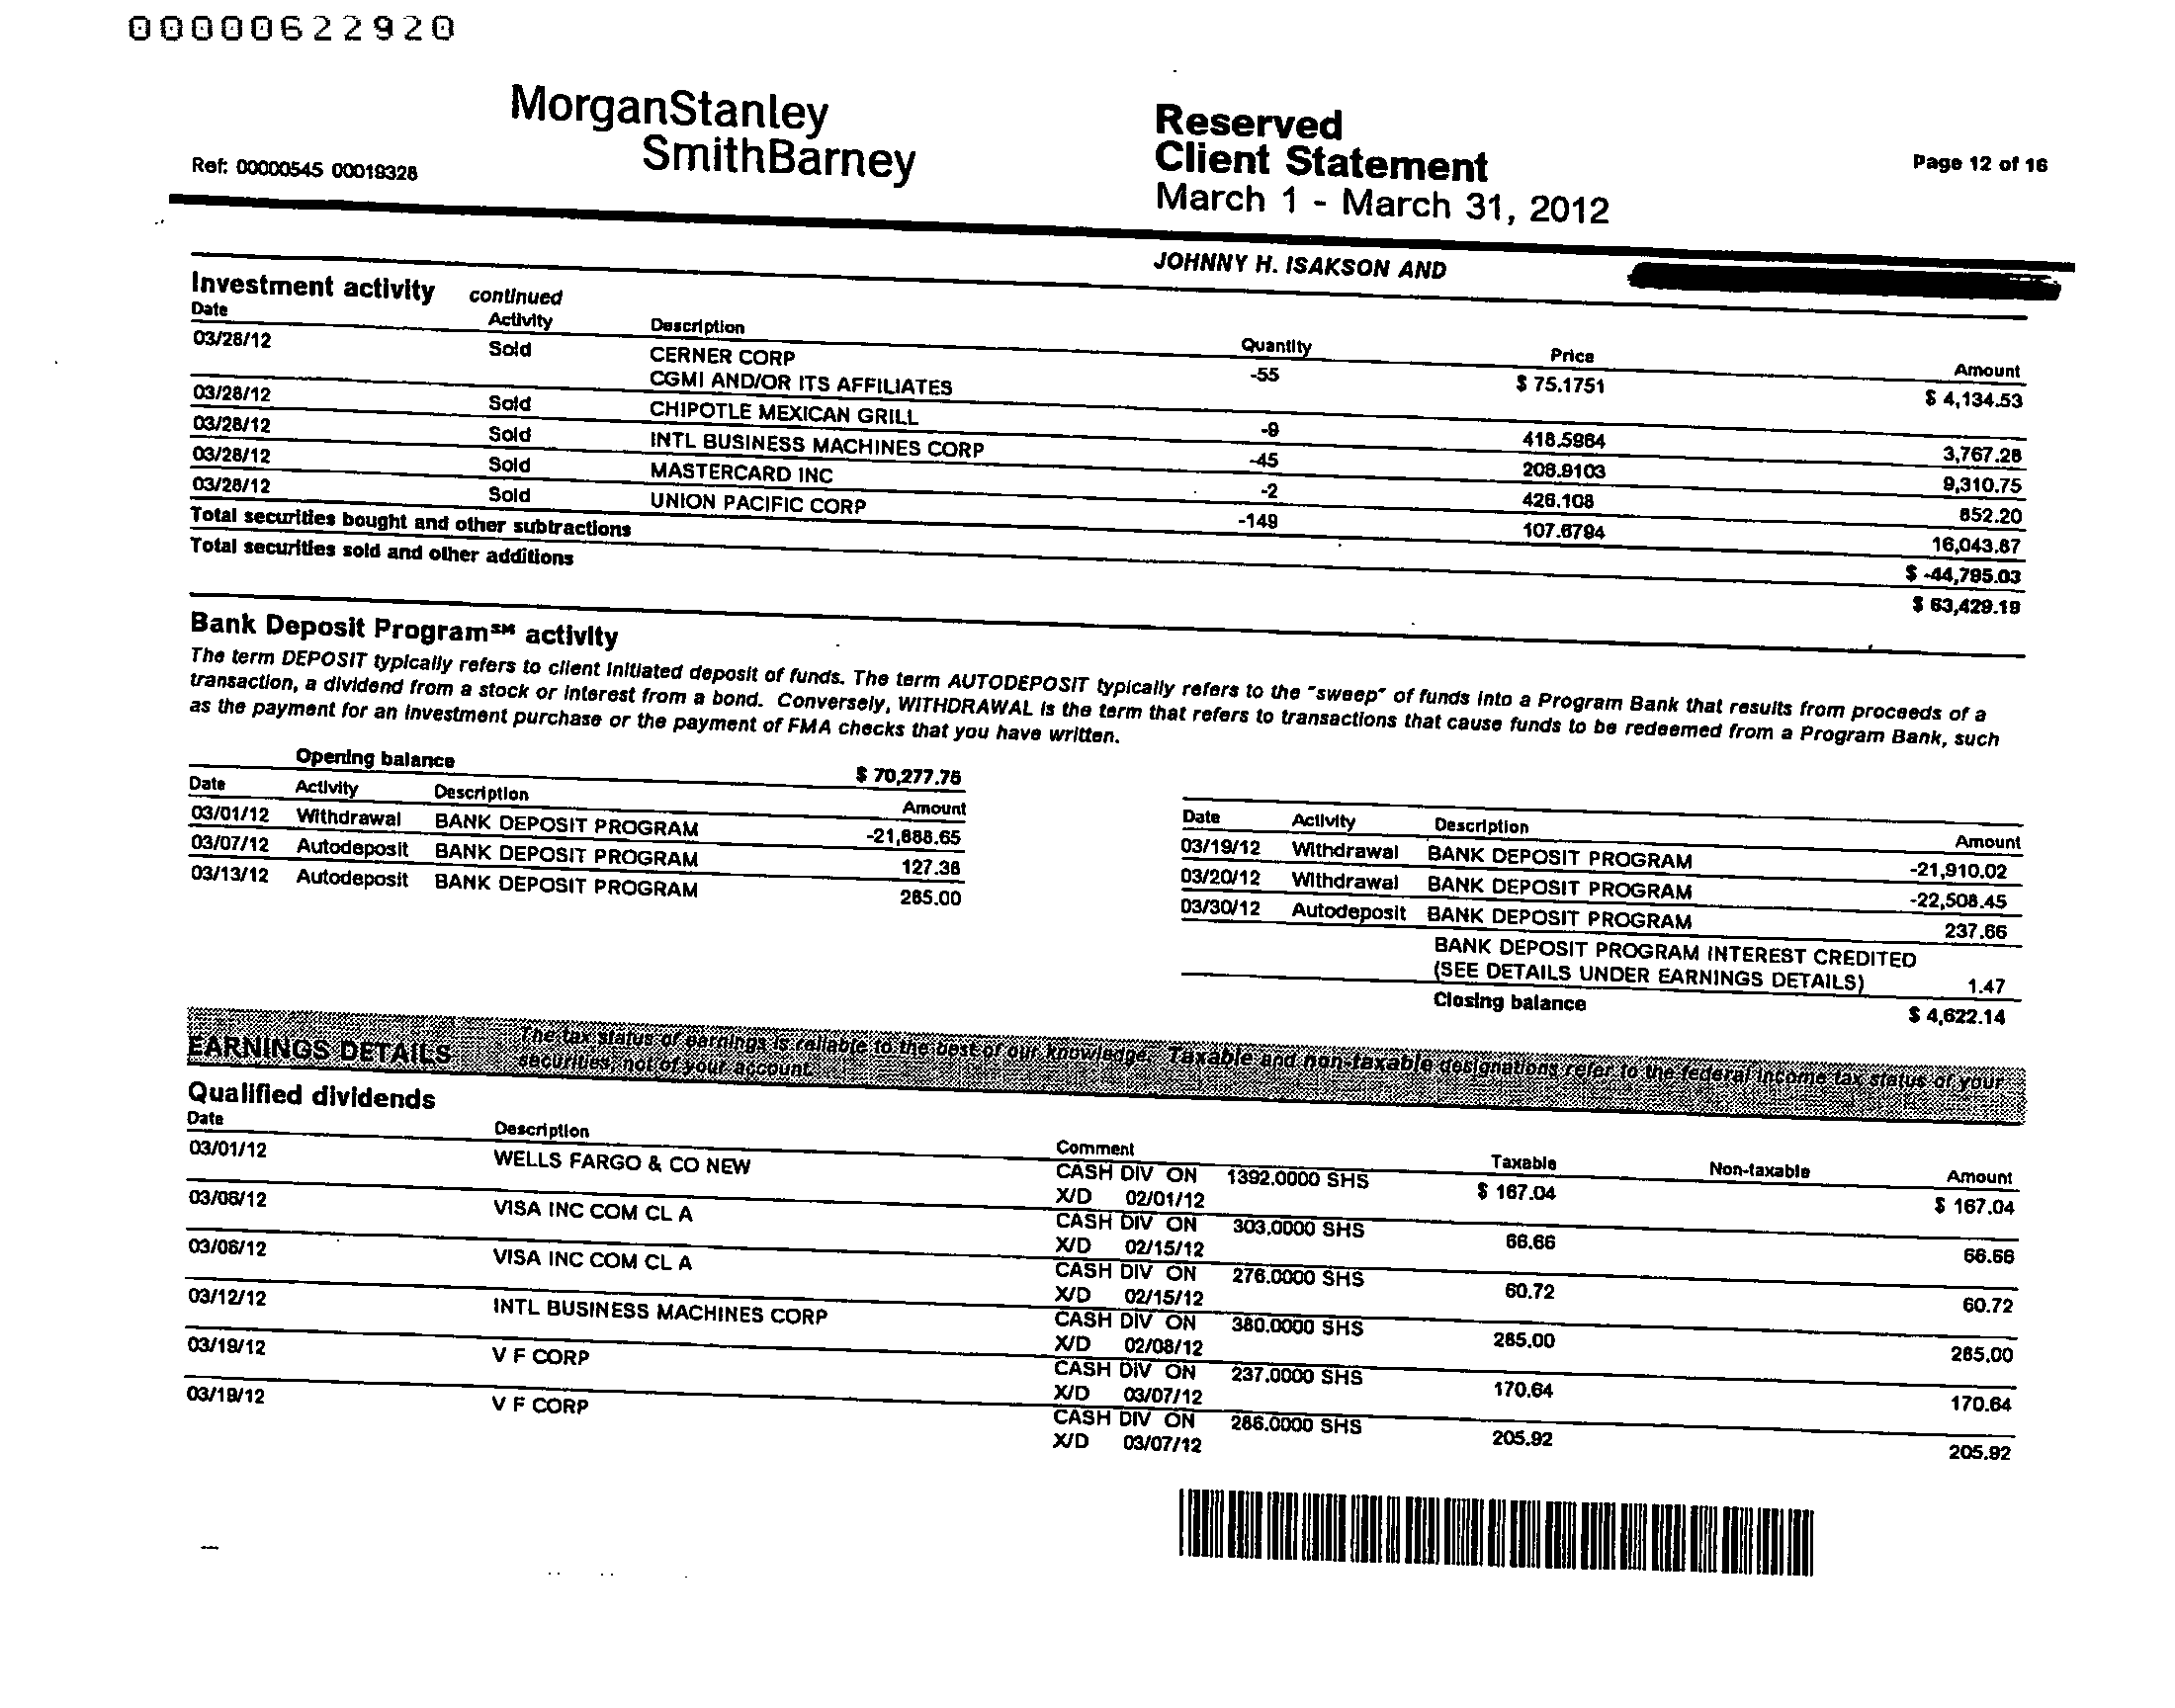 00000622920
MorganStanley
SmithBarney
Ref: 00000545 00019328
Reserved
Client Statement
March 1 - March 31, 2012
Page 12 of 16
JOHNNY H. ISAKSON AND
Investment activity continued
Date Activity Description Quantity Price Amount
03/28/12 Sold CERNER CORP -55 $ 75.1751 $ 4,134.53
CGMI AND/OR ITS AFFILIATES
03/28/12 Sold CHIPOTLE MEXICAN GRILL -9 418.5984 3,767.28
03/28/12 Sold INTL BUSINESS MACHINES CORP -45 206.9103 9,310.75
03/28/12 Sold MASTERCARD INC -2 426.108 852.20
03/28/12 Sold UNION PACIFIC CORP -149 107.6794 16,043.87
Total securities bought and other subtractions $ -44,795.03
Total securities sold and other additions $ 63,429.19
Bank Deposit Program℠ activity
The term DEPOSIT typically refers to client initiated deposit of funds. The term AUTODEPOSIT typically refers to the "sweep" of funds into a Program Bank that results from proceeds of a
transaction, a dividend from a stock or interest from a bond. Conversely, WITHDRAWAL is the term that refers to transactions that cause funds to be redeemed from a Program Bank, such
as the payment for an investment purchase or the payment of FMA checks that you have written.
Opening balance $ 70,277.76
Date Activity Description Amount
03/01/12 Withdrawal BANK DEPOSIT PROGRAM -21,888.65
03/07/12 Autodeposit BANK DEPOSIT PROGRAM 127.38
03/13/12 Autodeposit BANK DEPOSIT PROGRAM 285.00
Date Activity Description Amount
03/19/12 Withdrawal BANK DEPOSIT PROGRAM -21,910.02
03/20/12 Withdrawal BANK DEPOSIT PROGRAM -22,508.45
03/30/12 Autodeposit BANK DEPOSIT PROGRAM 237.66
BANK DEPOSIT PROGRAM INTEREST CREDITED
(SEE DETAILS UNDER EARNINGS DETAILS) 1.47
Closing balance $ 4,622.14
EARNINGS DETAILS The tax status of earnings is reliable to the best of our knowledge. Taxable and non-taxable designations refer to the federal income tax status of your
securities, not of your account.
Qualified dividends
Date Description Comment Taxable Non-taxable Amount
03/01/12 WELLS FARGO & CO NEW CASH DIV ON 1392.0000 SHS $ 167.04 $ 167.04
X/D 02/01/12
03/06/12 VISA INC COM CL A CASH DIV ON 303.0000 SHS 66.66 66.66
X/D 02/15/12
03/06/12 VISA INC COM CL A CASH DIV ON 276.0000 SHS 60.72 60.72
X/D 02/15/12
03/12/12 INTL BUSINESS MACHINES CORP CASH DIV ON 380.0000 SHS 285.00 285.00
X/D 02/08/12
03/19/12 V F CORP CASH DIV ON 237.0000 SHS 170.64 170.64
X/D 03/07/12
03/19/12 V F CORP CASH DIV ON 286.0000 SHS 205.92 205.92
X/D 03/07/12